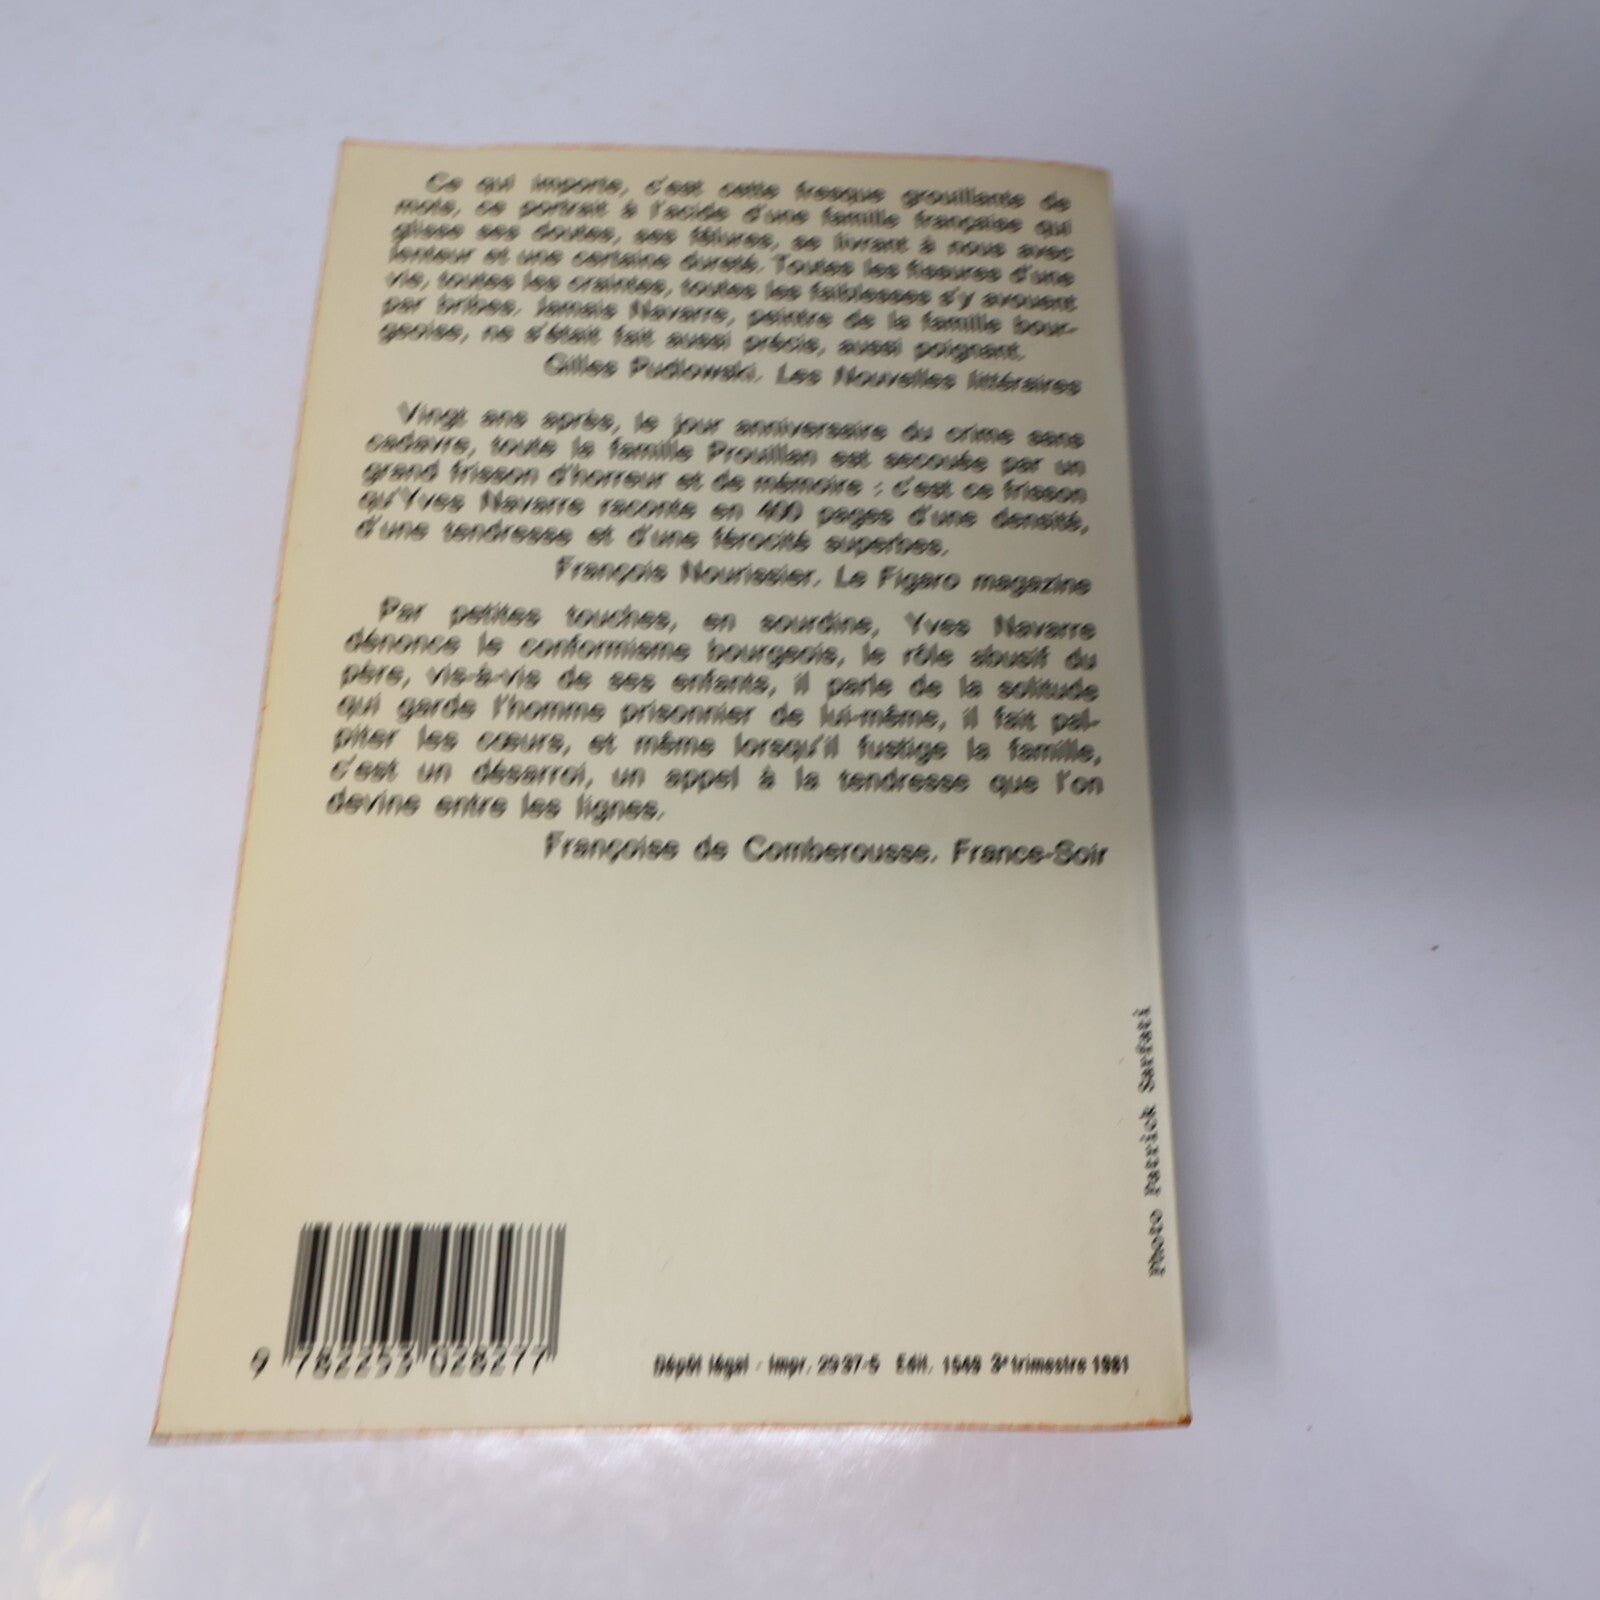 Ce qui importe, c'est cette fresque grouillante de
mots, ce portrait à l'acide d'une famille française qui
glisse ses doutes, ses fêlures, se livrant à nous avec
lenteur et une certaine dureté. Toutes les fissures d'une
vie, toutes les craintes, toutes les faiblesses s'y avouent
par bribes. Jamais Navarre, peintre de la famille bour-
geoise, ne s'était fait aussi précis, aussi poignant.
Gilles Pudlowski. Les Nouvelles littéraires
Vingt ans après, le jour anniversaire du crime sans
cadavre, toute la famille Prouillan est secouée par un
grand frisson d'horreur et de mémoire : c'est ce frisson
qu'Yves Navarre raconte en 400 pages d'une densité,
d'une tendresse et d'une férocité superbes.
François Nourissier. Le Figaro magazine
Par petites touches, en sourdine, Yves Navarre
dénonce le conformisme bourgeois, le rôle abusif du
père, vis-à-vis de ses enfants, il parle de la solitude
qui garde l'homme prisonnier de lui-même, il fait pal-
piter les cœurs, et même lorsqu'il fustige la famille,
c'est un désarroi, un appel à la tendresse que l'on
devine entre les lignes.
Françoise de Comberousse. France-Soir
Photo Patrick Sarfati
9 782253 028277
Dépôt légal - Impr. Edit. 3e trimestre 1981